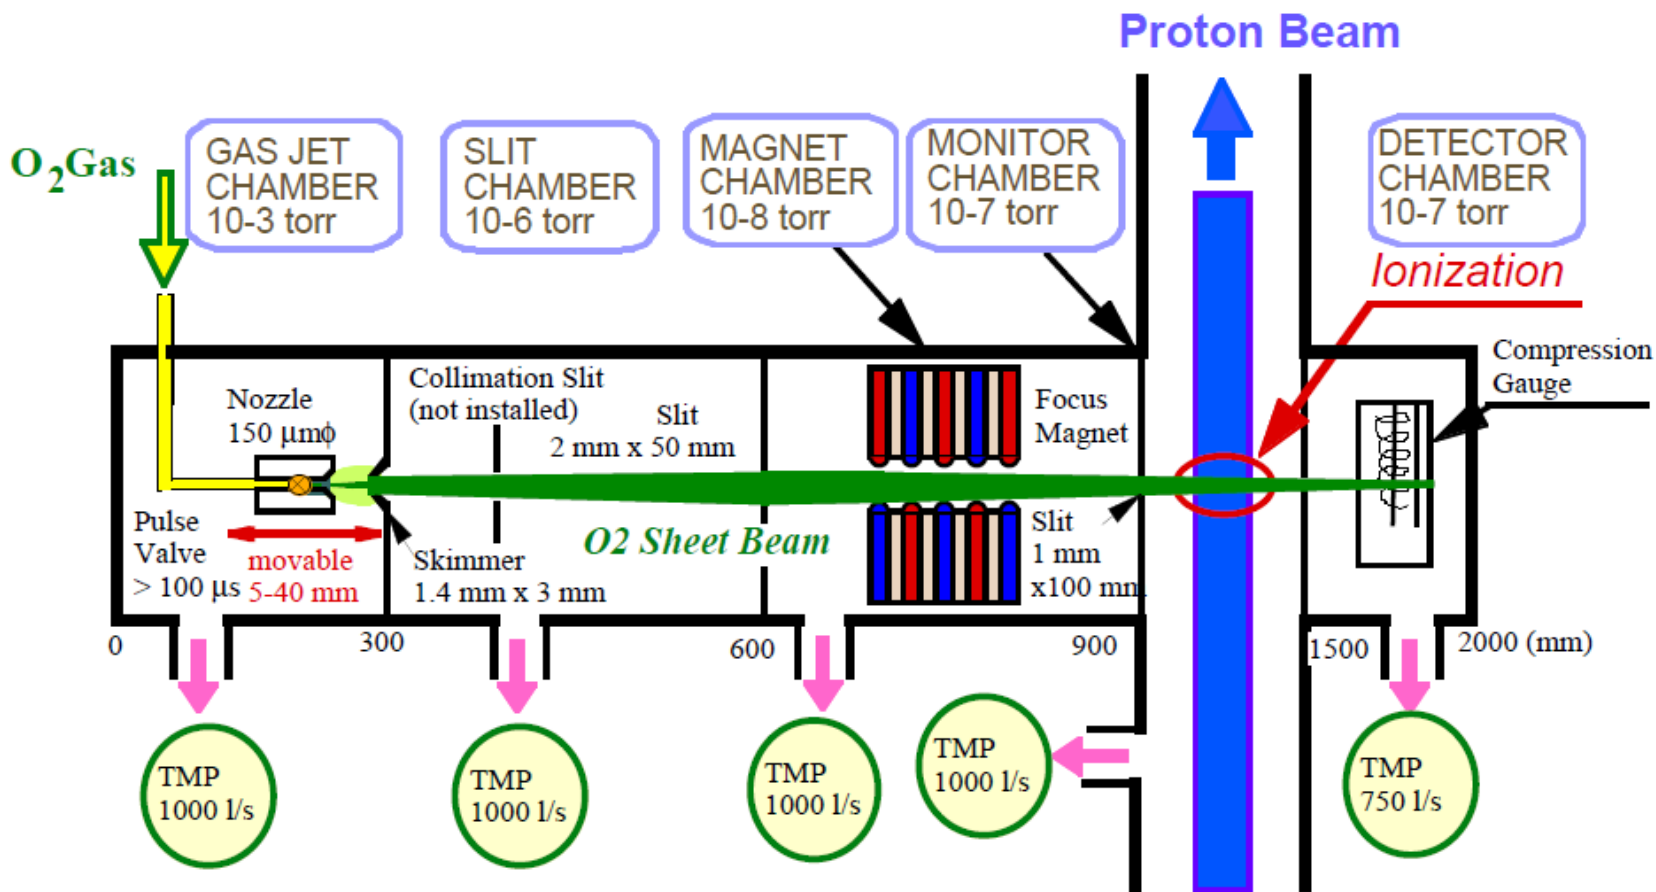 Proton Beam
O2Gas
GAS JET
CHAMBER
10-3 torr
SLIT
CHAMBER
10-6 torr
MAGNET
CHAMBER
10-8 torr
MONITOR
CHAMBER
10-7 torr
DETECTOR
CHAMBER
10-7 torr
Ionization
Compression
Gauge
Nozzle
150 μmϕ
Collimation Slit
(not installed)
Slit
2 mm x 50 mm
Focus
Magnet
Pulse
Valve
> 100 μs
movable
5-40 mm
Skimmer
1.4 mm x 3 mm
O2 Sheet Beam
Slit
1 mm
x100 mm
0
300
600
900
1500
2000 (mm)
TMP
1000 l/s
TMP
1000 l/s
TMP
1000 l/s
TMP
1000 l/s
TMP
750 l/s